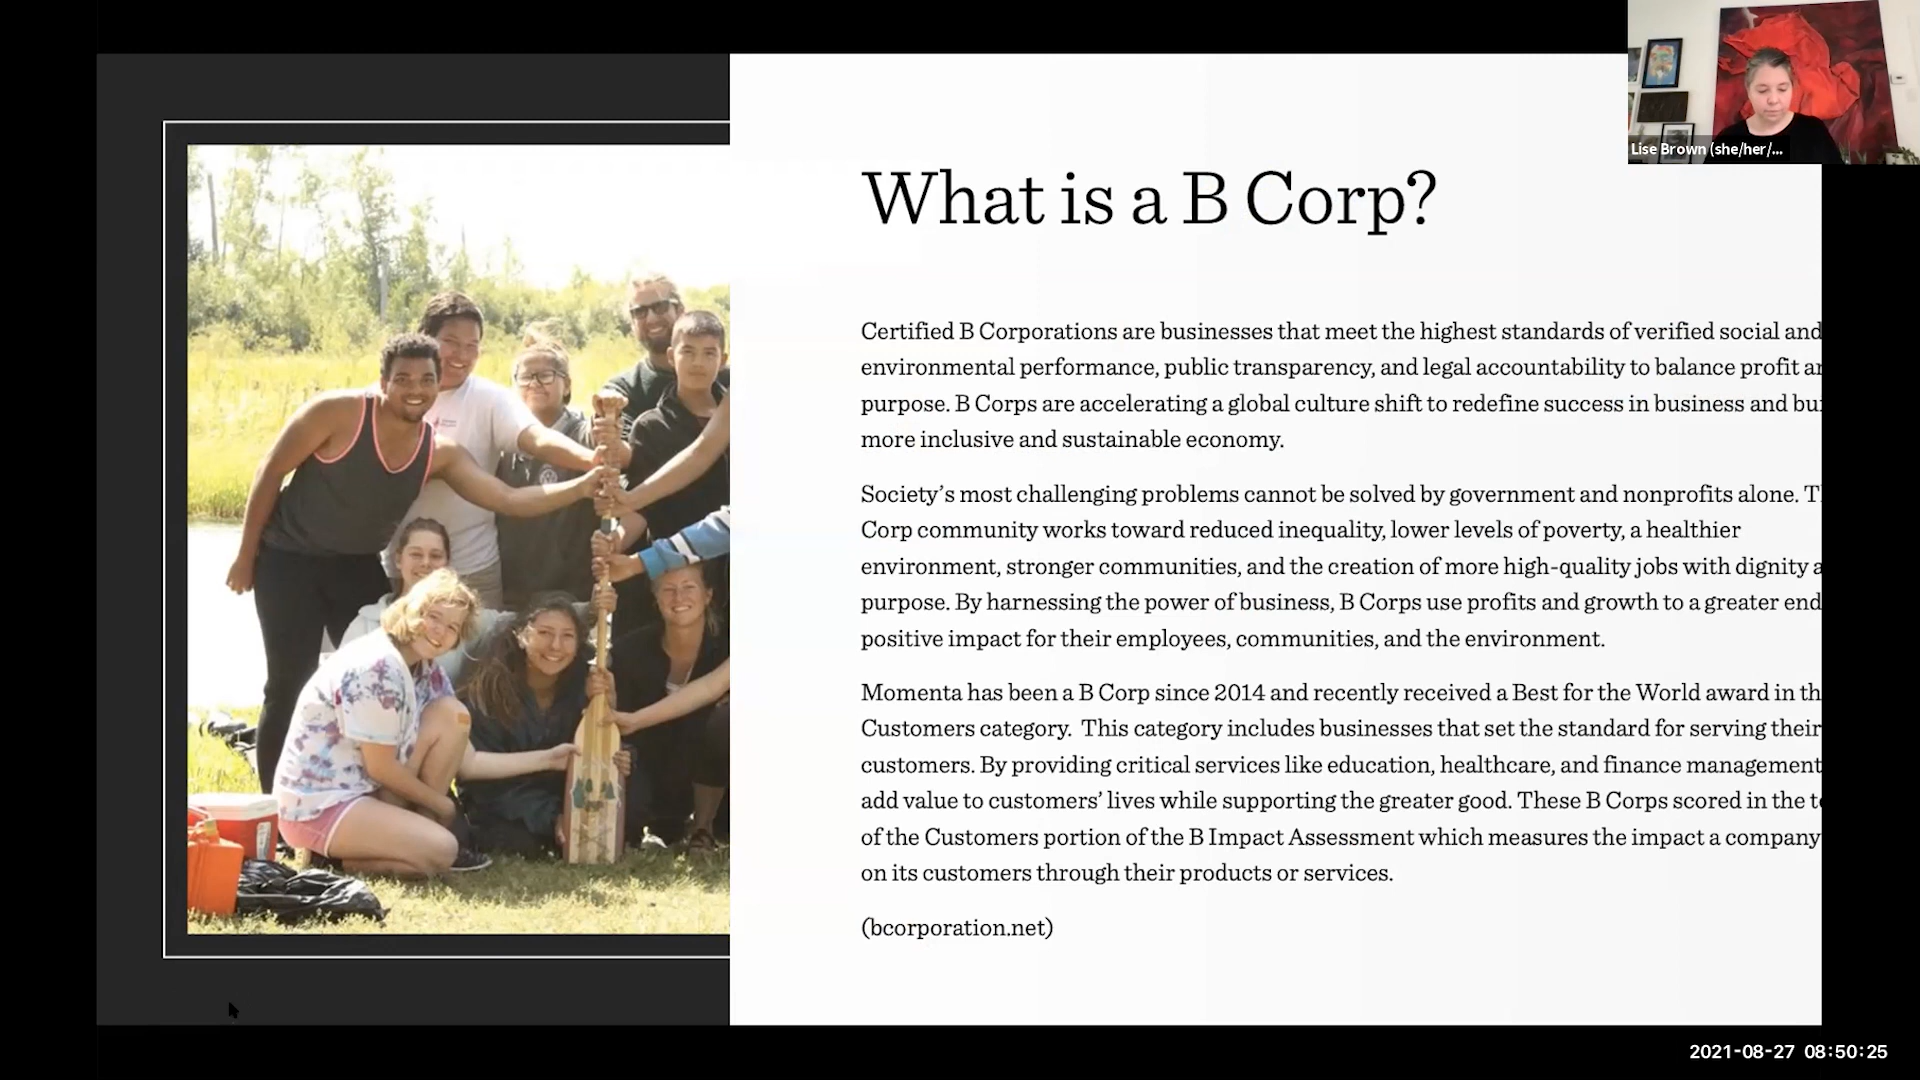 Lise Brown (she/her/...
What is a B Corp?
Certified B Corporations are businesses that meet the highest standards of verified social and
environmental performance, public transparency, and legal accountability to balance profit
purpose. B Corps are accelerating a global culture shift to redefine success in business and
more inclusive and sustainable economy.
Society's most challenging problems cannot be solved by government and nonprofits alone.
Corp community works toward reduced inequality, lower levels of poverty, a healthier
environment, stronger communities, and the creation of more high-quality jobs with dignity
purpose. By harnessing the power of business, B Corps use profits and growth to a greater end
positive impact for their employees, communities, and the environment.
Momenta has been a B Corp since 2014 and recently received a Best for the World award in
Customers category. This category includes businesses that set the standard for serving their
customers. By providing critical services like education, healthcare, and finance management
add value to customers' lives while supporting the greater good. These B Corps scored in the
of the Customers portion of the B Impact Assessment which measures the impact a company
on its customers through their products or services.
(bcorporation.net)
2021-08-27 08:50:25